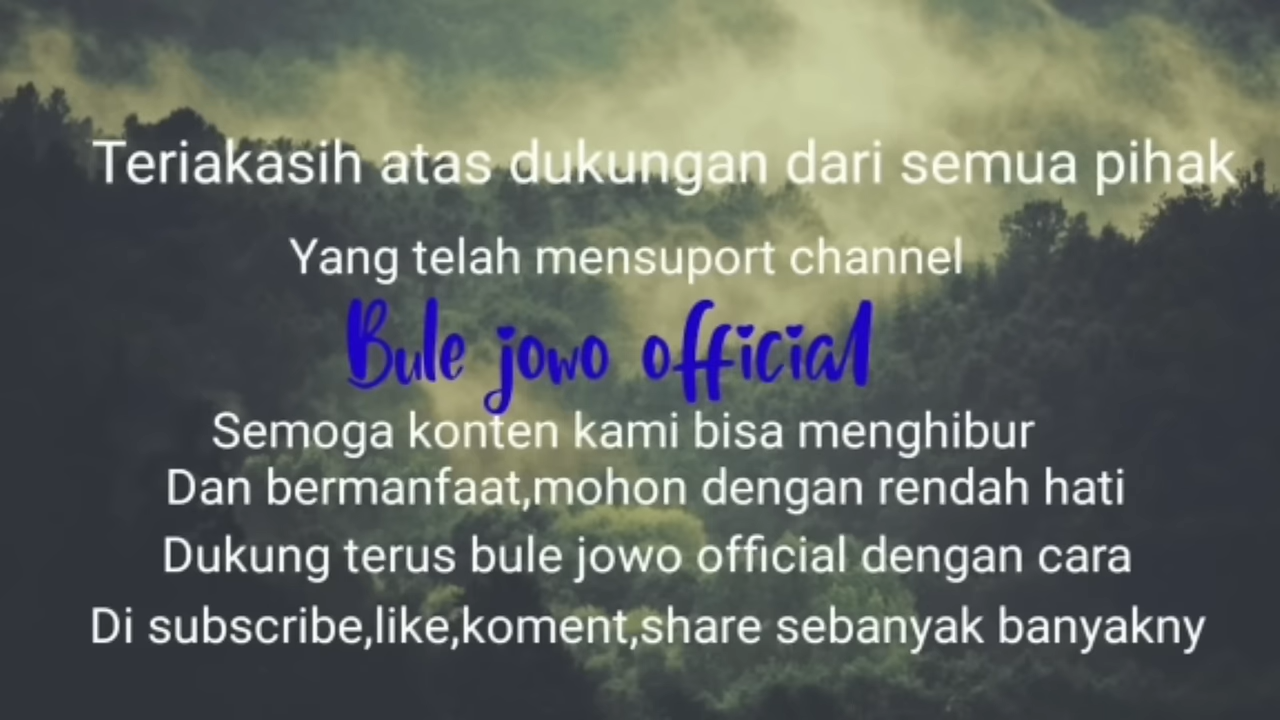 Teriakasih atas dukungan dari semua pihak
Yang telah mensuport channel
Bule jowo official
Semoga konten kami bisa menghibur
Dan bermanfaat,mohon dengan rendah hati
Dukung terus bule jowo official dengan cara
Di subscribe,like,koment,share sebanyak banyakny